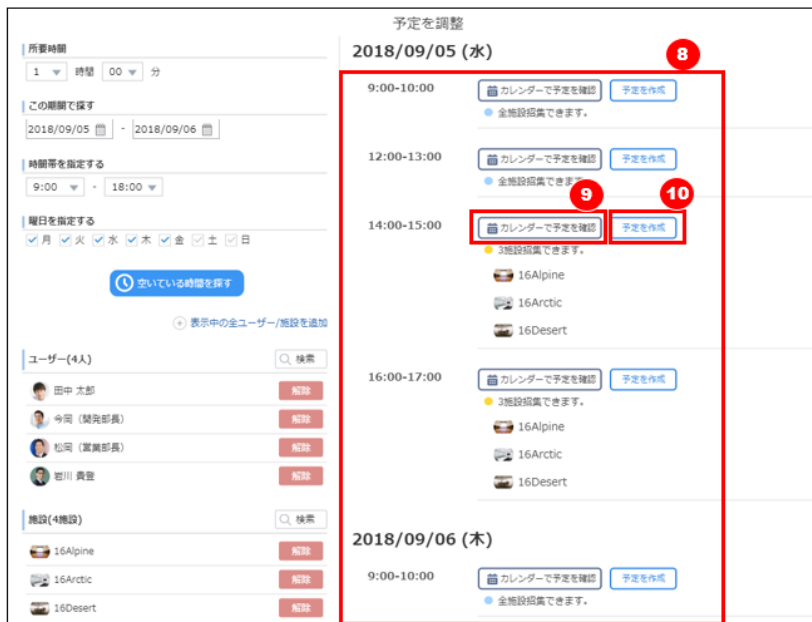 予定を調整
所要時間
1 時間 00 分
この期間で探す
2018/09/05 - 2018/09/06
時間帯を指定する
9:00 - 18:00
曜日を指定する
月 火 水 木 金 土 日
空いている時間を探す
表示中の全ユーザー/施設を追加
ユーザー(4人) 検索
田中 太郎 解除
今岡（開発部長） 解除
松岡（営業部長） 解除
岩川 貴登 解除
施設(4施設) 検索
16Alpine 解除
16Arctic 解除
16Desert 解除
2018/09/05 (水)
8
9:00-10:00 カレンダーで予定を確認 予定を作成
全施設招集できます。
12:00-13:00 カレンダーで予定を確認 予定を作成
全施設招集できます。
9 10
14:00-15:00 カレンダーで予定を確認 予定を作成
3施設招集できます。
16Alpine
16Arctic
16Desert
16:00-17:00 カレンダーで予定を確認 予定を作成
3施設招集できます。
16Alpine
16Arctic
16Desert
2018/09/06 (木)
9:00-10:00 カレンダーで予定を確認 予定を作成
全施設招集できます。